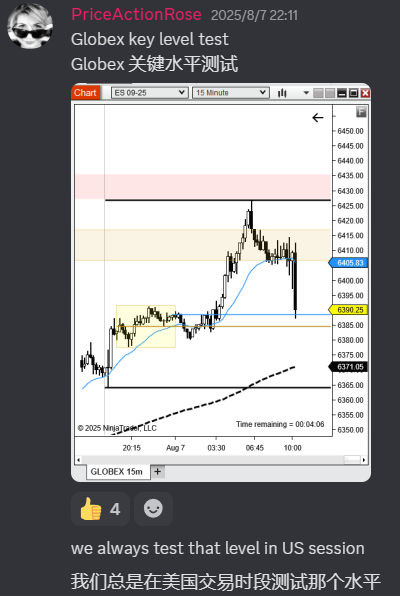 PriceActionRose 2025/8/7 22:11
Globex key level test
Globex 关键水平测试
Chart ES 09-25 15 Minute
F
6450.00
6445.00
6440.00
6435.00
6430.00
6425.00
6420.00
6415.00
6410.00
6405.83
6400.00
6395.00
6390.25
6385.00
6380.00
6375.00
6371.05
6365.00
6360.00
6355.00
6350.00
Time remaining = 00:04:06
© 2025 NinjaTrader, LLC
20:15 Aug 7 03:30 06:45 10:00
GLOBEX 15m +
4
we always test that level in US session
我们总是在美国交易时段测试那个水平